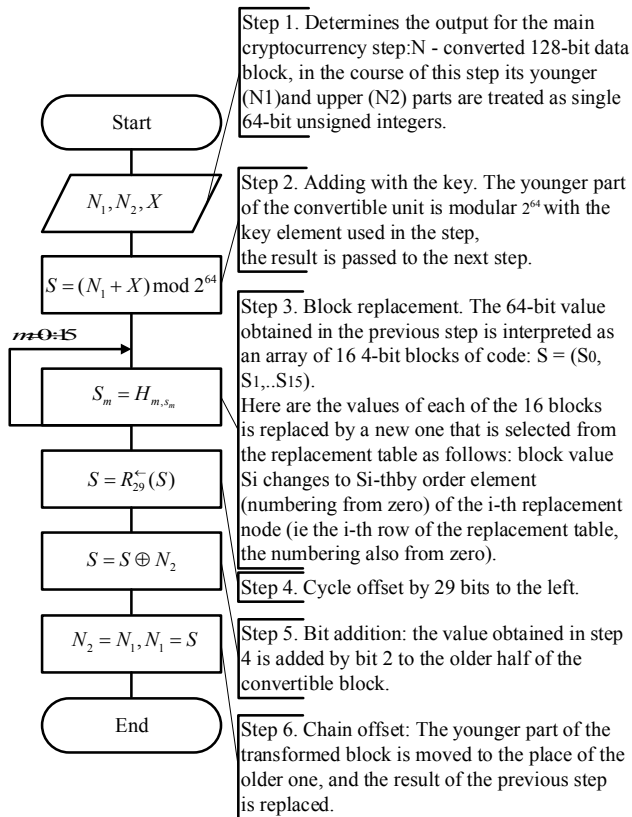 Start
N₁, N₂, X
S = (N₁ + X) mod 2⁶⁴
m=0÷15
Sₘ = Hₘ,ₛₘ
S = R₂₉←(S)
S = S ⊕ N₂
N₂ = N₁, N₁ = S
End
Step 1. Determines the output for the main
cryptocurrency step:N - converted 128-bit data
block, in the course of this step its younger
(N1)and upper (N2) parts are treated as single
64-bit unsigned integers.
Step 2. Adding with the key. The younger part
of the convertible unit is modular 2⁶⁴ with the
key element used in the step,
the result is passed to the next step.
Step 3. Block replacement. The 64-bit value
obtained in the previous step is interpreted as
an array of 16 4-bit blocks of code: S = (S0,
S1,..S15).
Here are the values of each of the 16 blocks
is replaced by a new one that is selected from
the replacement table as follows: block value
Si changes to Si-thby order element
(numbering from zero) of the i-th replacement
node (ie the i-th row of the replacement table,
the numbering also from zero).
Step 4. Cycle offset by 29 bits to the left.
Step 5. Bit addition: the value obtained in step
4 is added by bit 2 to the older half of the
convertible block.
Step 6. Chain offset: The younger part of the
transformed block is moved to the place of the
older one, and the result of the previous step
is replaced.